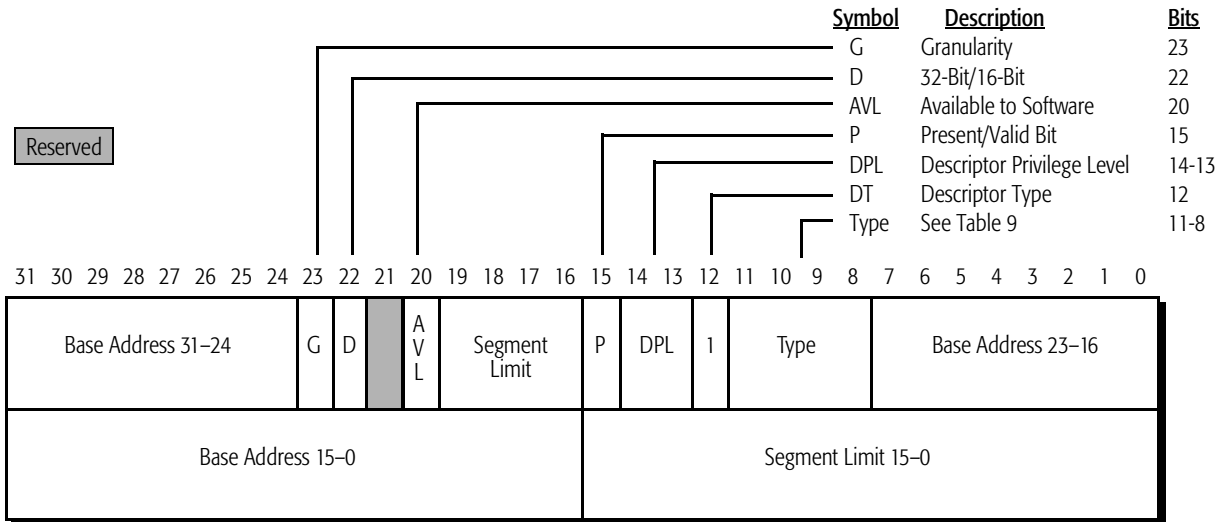 Symbol Description Bits
G Granularity 23
D 32-Bit/16-Bit 22
AVL Available to Software 20
P Present/Valid Bit 15
DPL Descriptor Privilege Level 14-13
DT Descriptor Type 12
Type See Table 9 11-8
Reserved
31 30 29 28 27 26 25 24 23 22 21 20 19 18 17 16 15 14 13 12 11 10 9 8 7 6 5 4 3 2 1 0
Base Address 31–24 G D A V L Segment Limit P DPL 1 Type Base Address 23–16
Base Address 15–0 Segment Limit 15–0